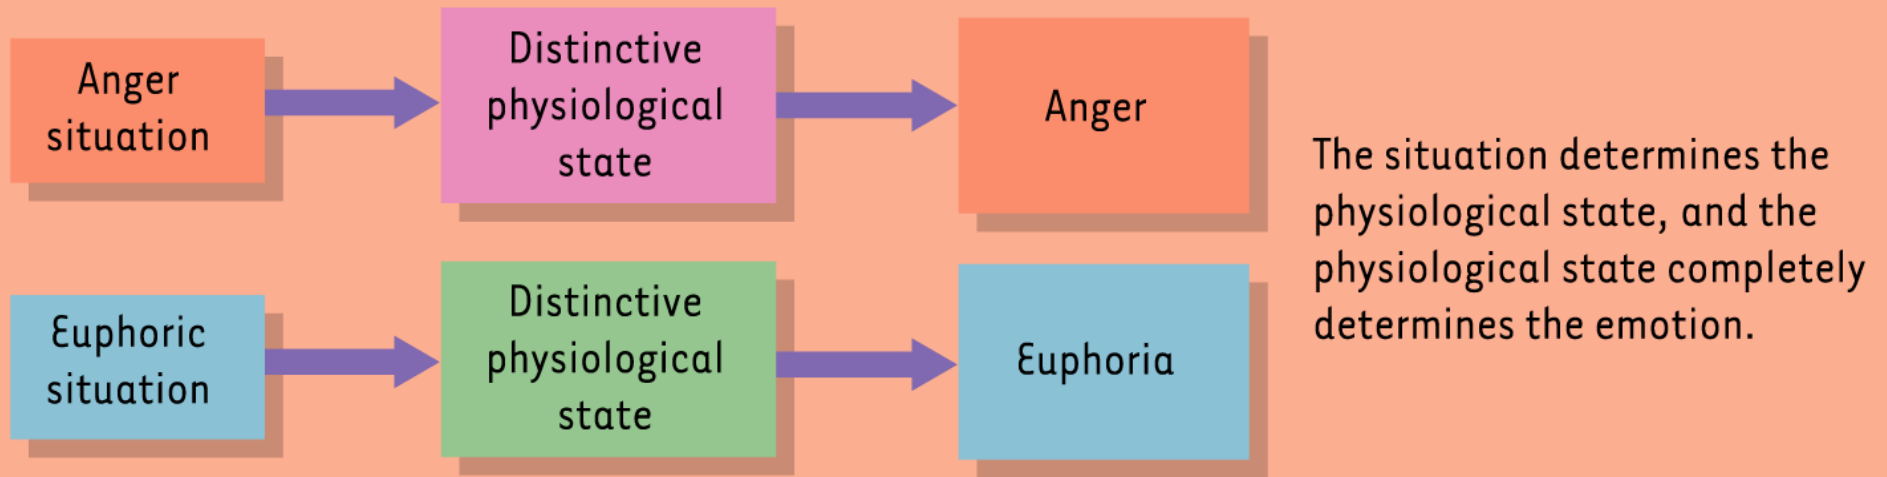 Anger
situation
Distinctive
physiological
state
Anger
Euphoric
situation
Distinctive
physiological
state
Euphoria
The situation determines the
physiological state, and the
physiological state completely
determines the emotion.